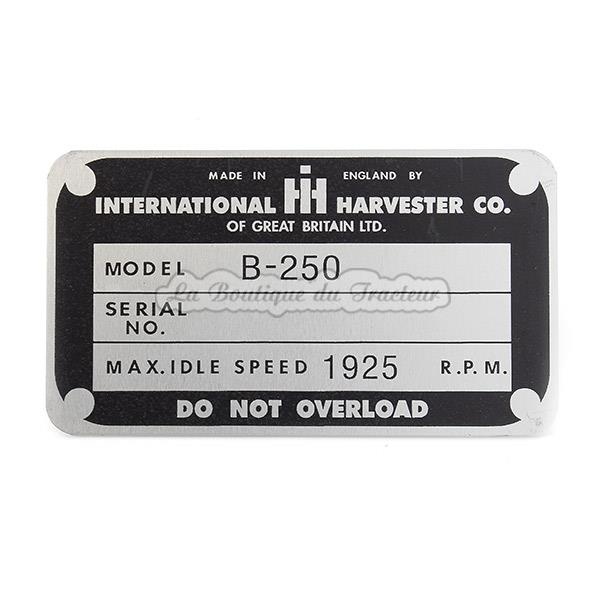 MADE IN IH ENGLAND BY
INTERNATIONAL HARVESTER CO.
OF GREAT BRITAIN LTD.
MODEL B-250
La Boutique du Tracteur
SERIAL
NO.
MAX. IDLE SPEED 1925 R.P.M.
DO NOT OVERLOAD